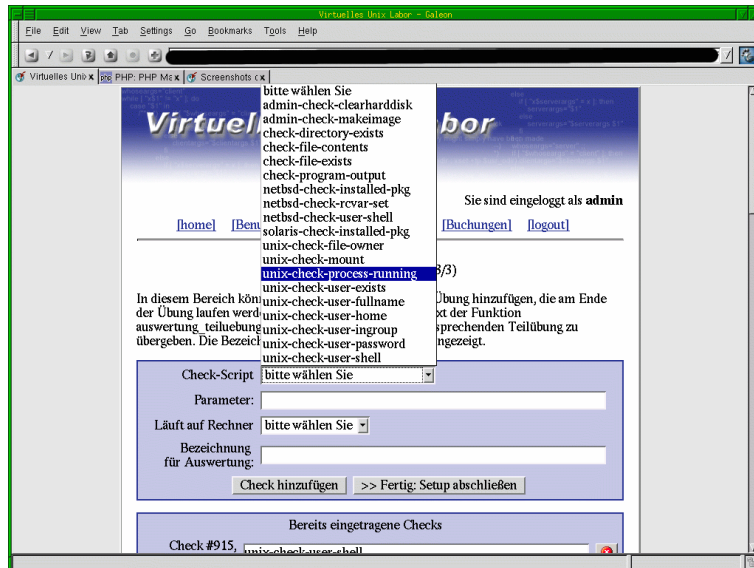 Virtuelles Unix Labor - Galeon
File Edit View Tab Settings Go Bookmarks Tools Help
Virtuelles Unix PHP: PHP Ma Screenshots
Virtuel bor
bitte wählen Sie
admin-check-clearharddisk
admin-check-makeimage
check-directory-exists
check-file-contents
check-file-exists
check-program-output
netbsd-check-installed-pkg
netbsd-check-rcvar-set
netbsd-check-user-shell
solaris-check-installed-pkg
unix-check-file-owner
unix-check-mount
unix-check-process-running
unix-check-user-exists
unix-check-user-fullname
unix-check-user-home
unix-check-user-ingroup
unix-check-user-password
unix-check-user-shell
Sie sind eingeloggt als admin
[home] [Benu [Buchungen] [logout]
3/3)
In diesem Bereich kön Übung hinzufügen, die am Ende
der Übung laufen werd xt der Funktion
auswertung_teiluebung sprechenden Teilübung zu
übergeben. Die Bezeich ngezeigt.
Check-Script bitte wählen Sie
Parameter:
Läuft auf Rechner bitte wählen Sie
Bezeichnung
für Auswertung:
Check hinzufügen >> Fertig: Setup abschließen
Bereits eingetragene Checks
Check #915, unix-check-user-shell